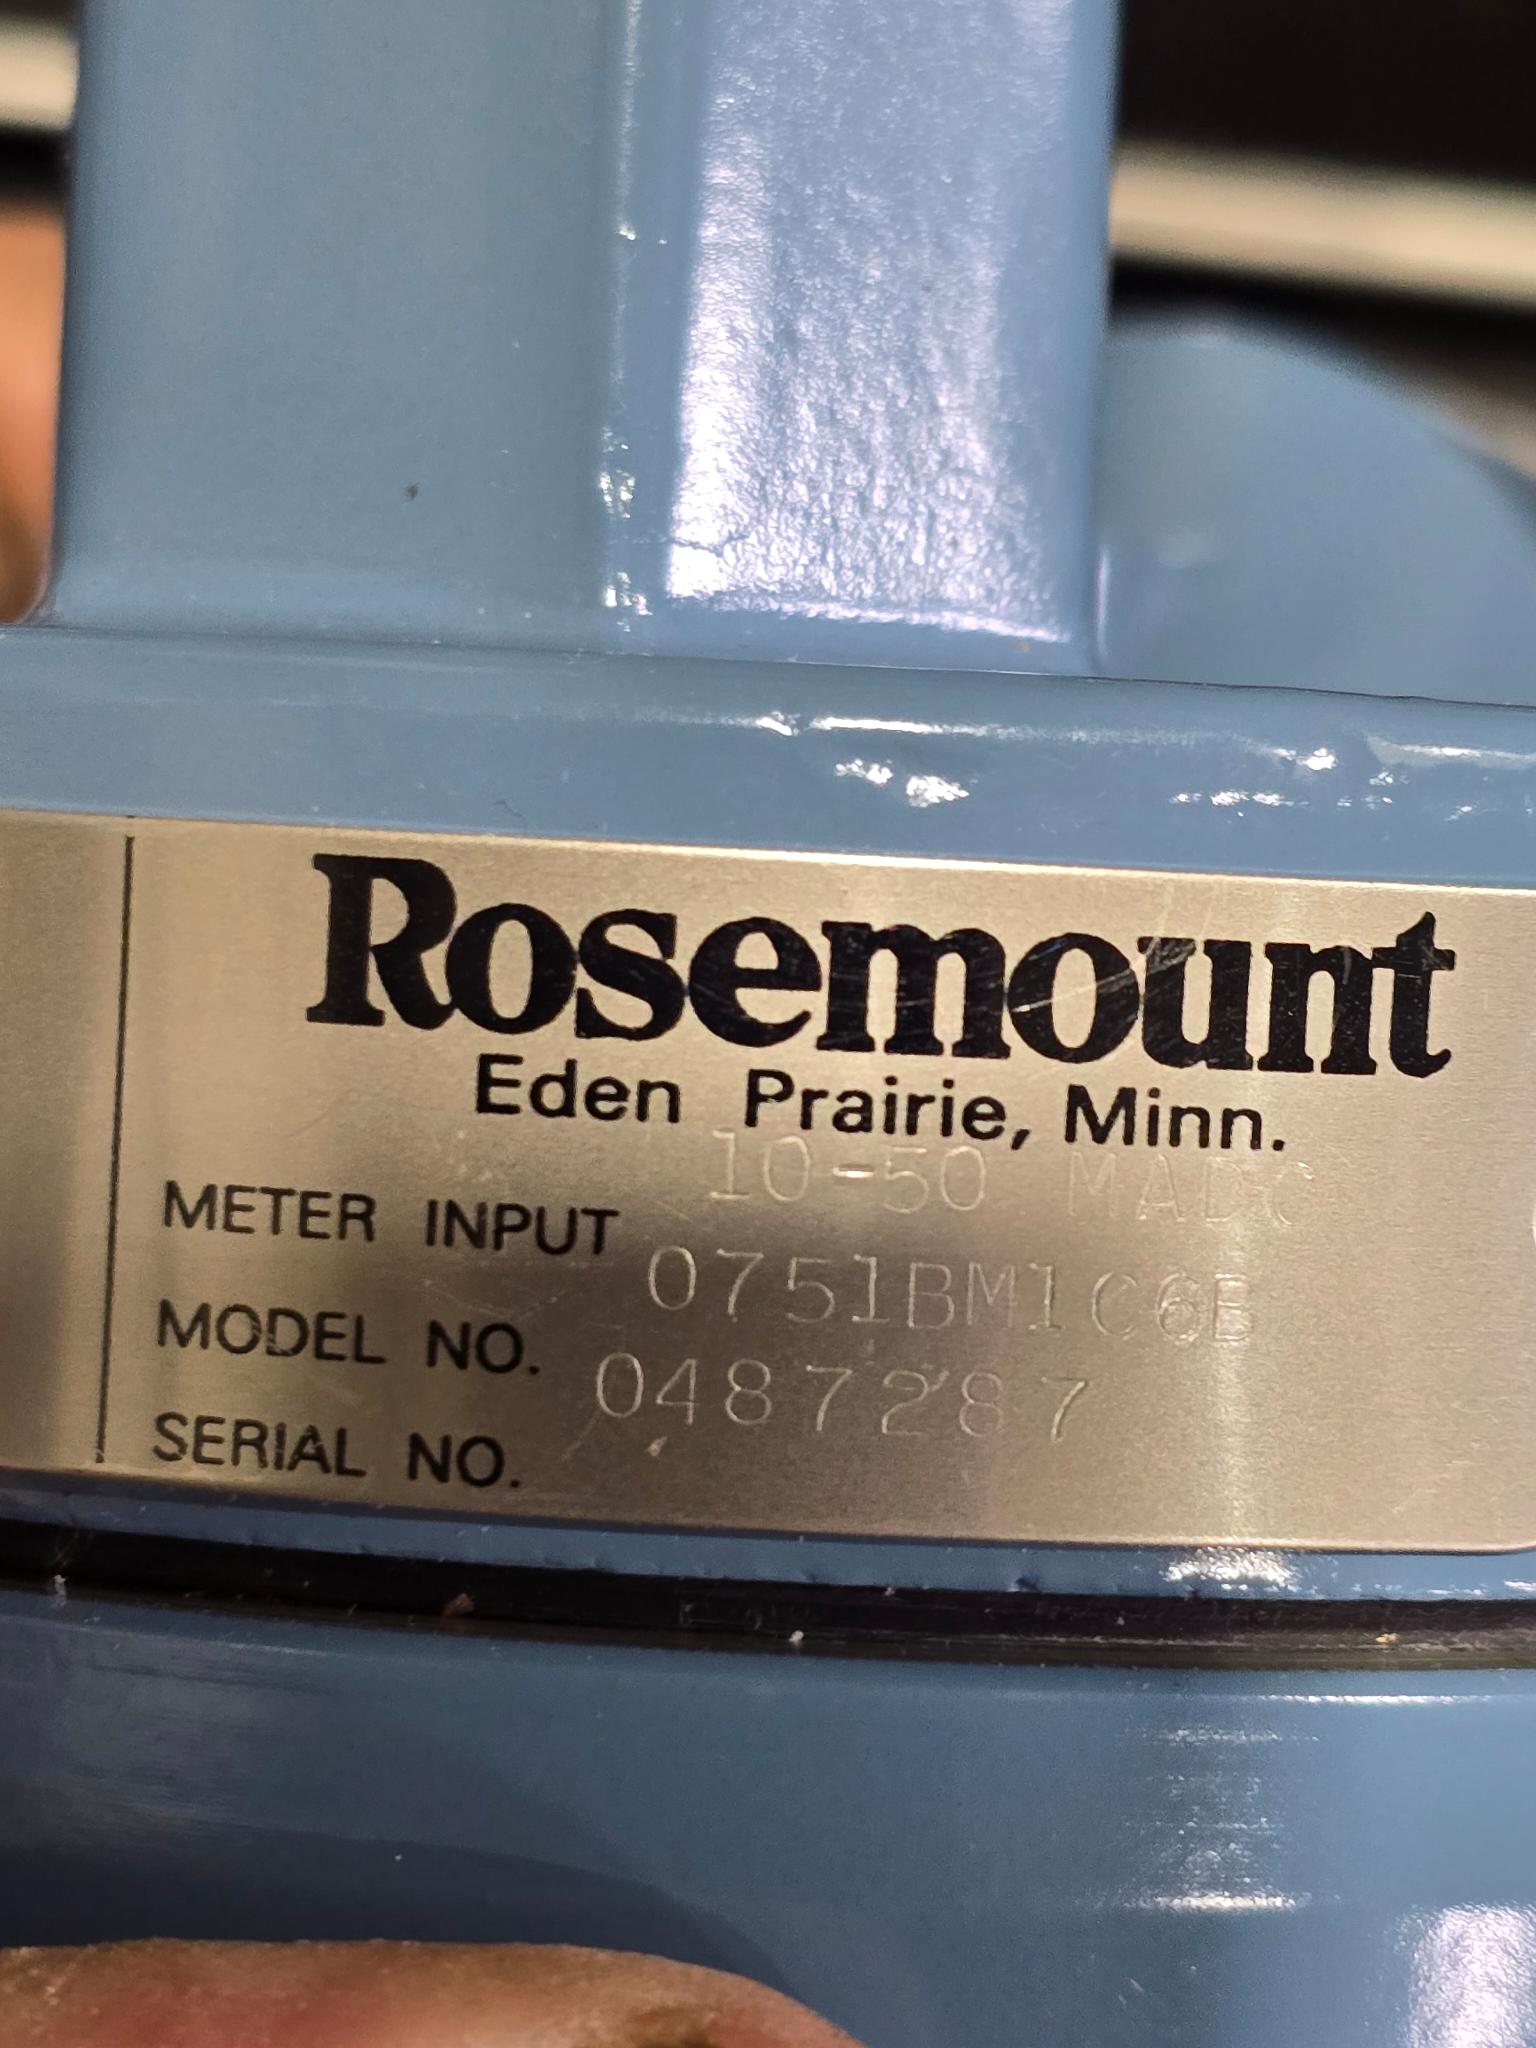 Rosemount
Eden Prairie, Minn.
METER INPUT 10-50 MADC
MODEL NO. 0751BM1C6B
SERIAL NO. 0487287